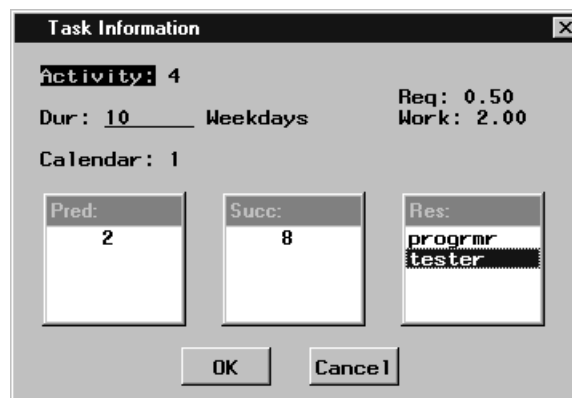 Task Information
Activity: 4
Req: 0.50
Dur: 10 Weekdays
Work: 2.00
Calendar: 1
Pred:
2
Succ:
8
Res:
progrmr
tester
OK
Cancel